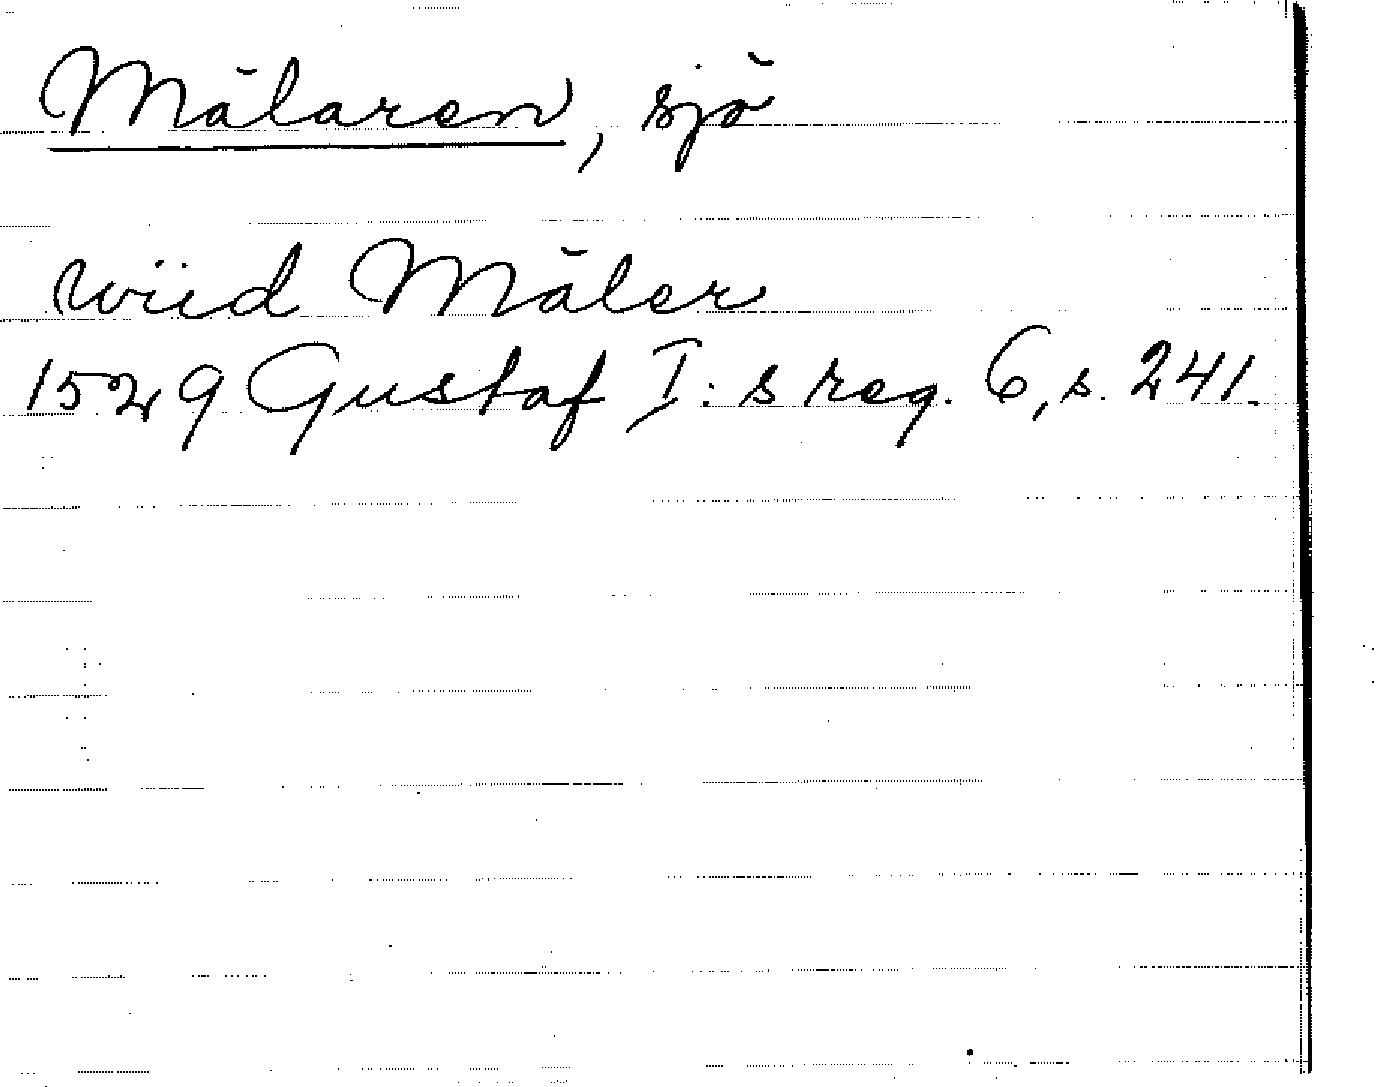 Mälaren, sjö
wiid Mäler
1529 Gustaf I:s reg. 6, s. 241.